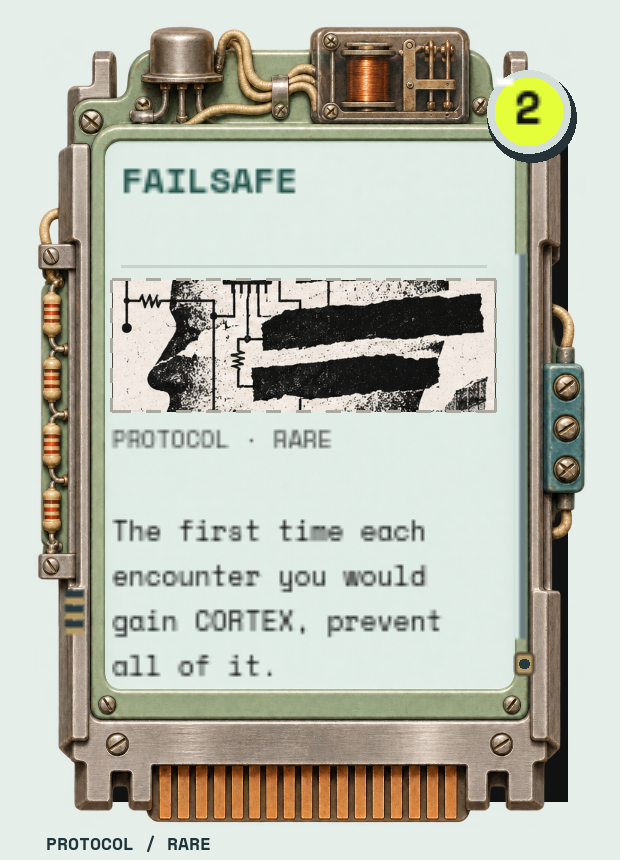 2
FAILSAFE
PROTOCOL · RARE
The first time each
encounter you would
gain CORTEX, prevent
all of it.
PROTOCOL / RARE